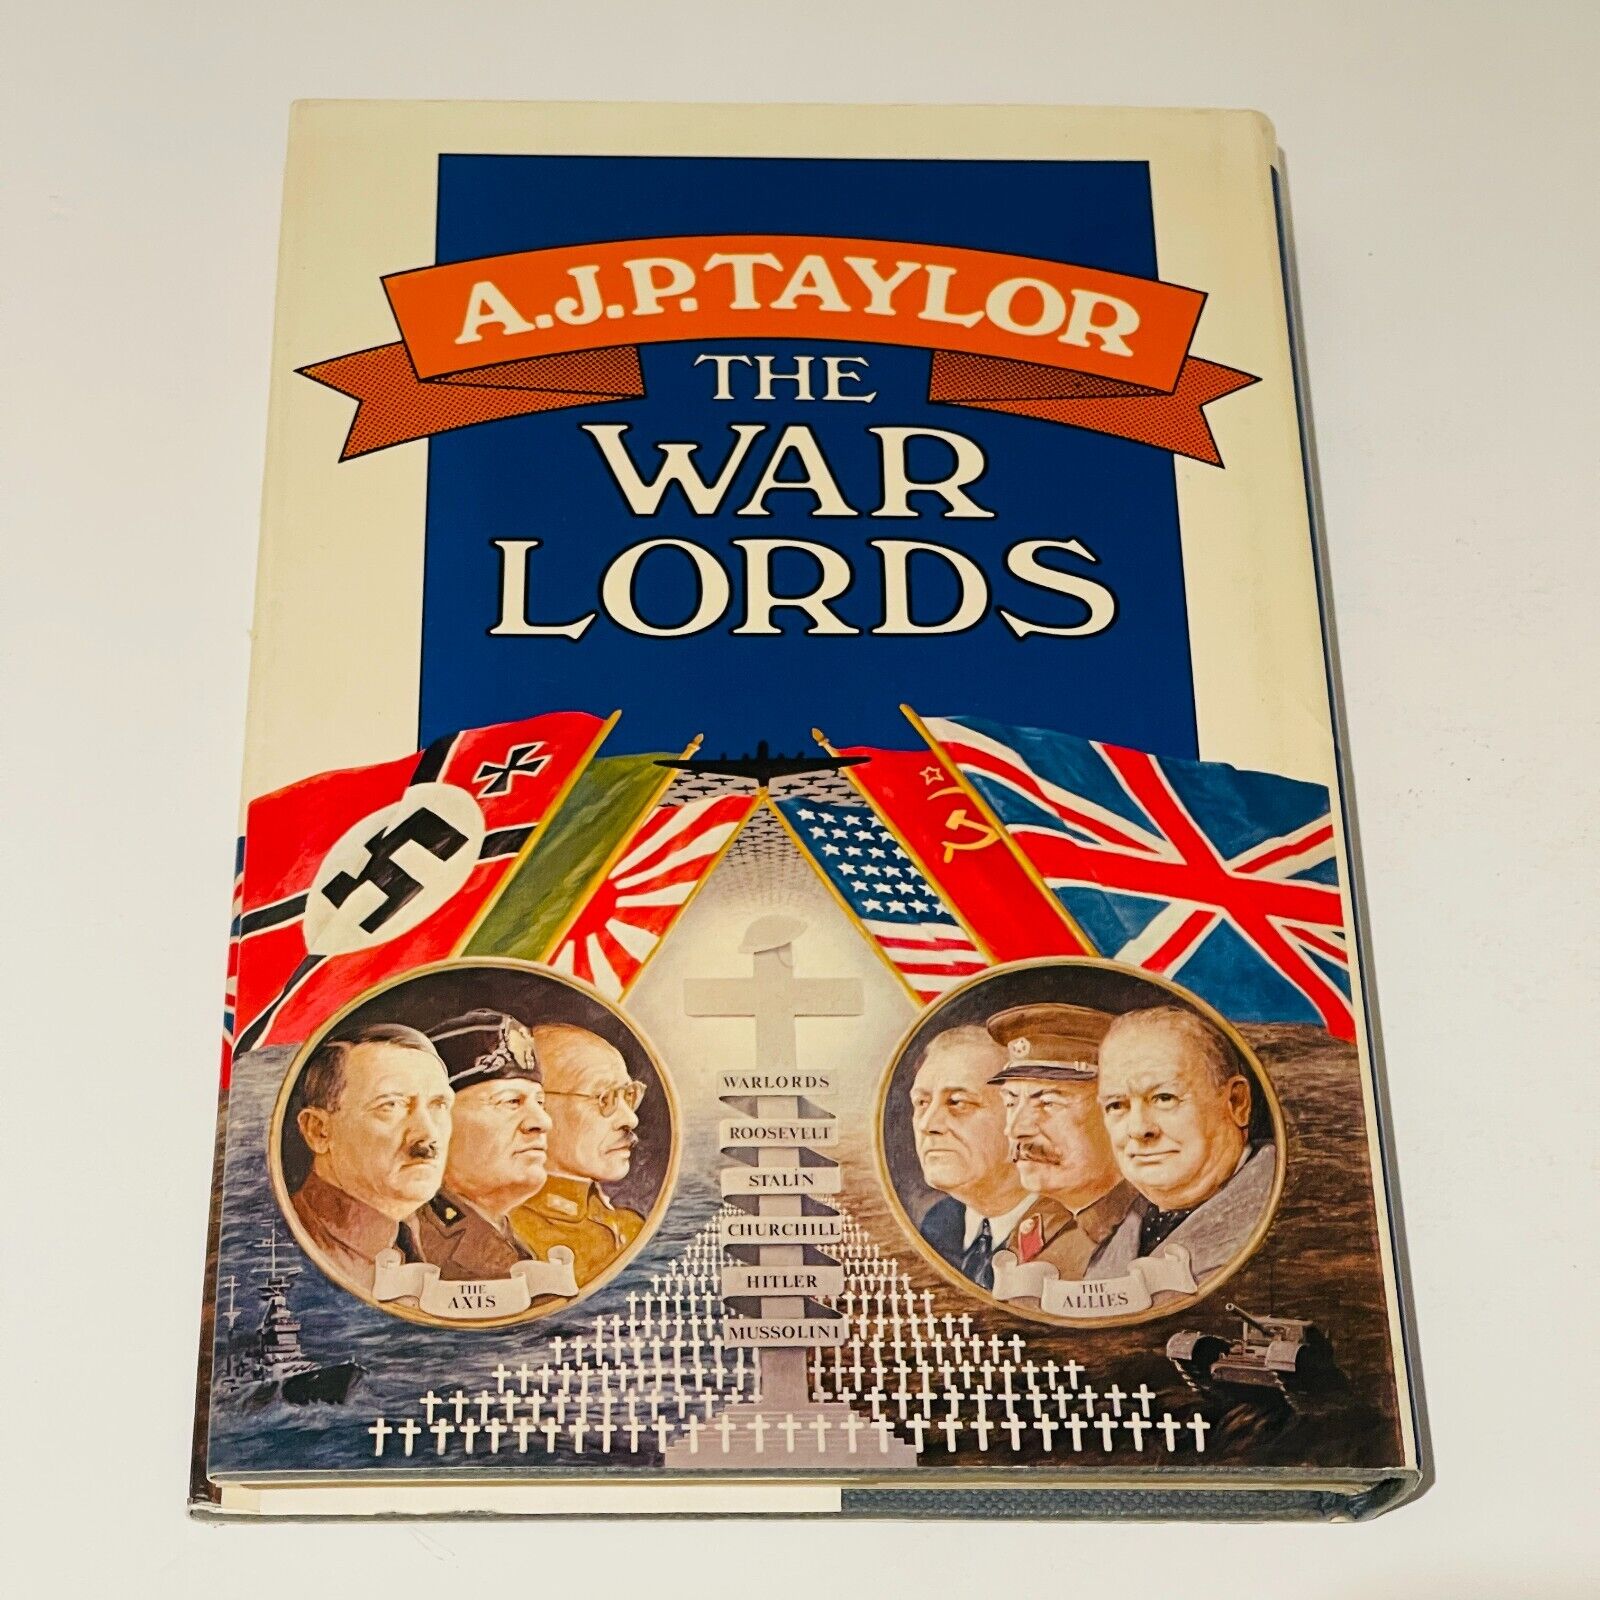 A.J.P. TAYLOR
THE
WAR
LORDS
WARLORDS
ROOSEVELT
STALIN
CHURCHILL
HITLER
MUSSOLINI
THE
AXIS
THE
ALLIES